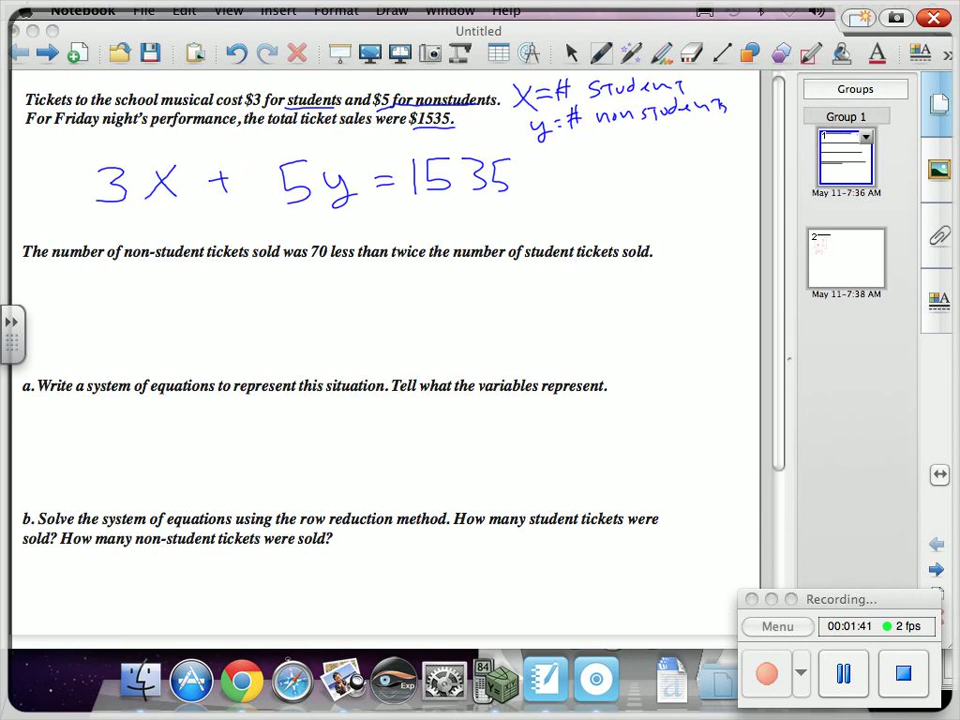 Notebook File Edit View Insert Format Draw Window Help
Untitled
Tickets to the school musical cost $3 for students and $5 for nonstudents.
For Friday night's performance, the total ticket sales were $1535.
X = # student
y = # nonstudents
3x + 5y = 1535
The number of non-student tickets sold was 70 less than twice the number of student tickets sold.
a. Write a system of equations to represent this situation. Tell what the variables represent.
b. Solve the system of equations using the row reduction method. How many student tickets were
sold? How many non-student tickets were sold?
Groups
Group 1
1
May 11-7:36 AM
2
May 11-7:38 AM
Recording...
Menu
00:01:41
2 fps
Exp
84
Y=